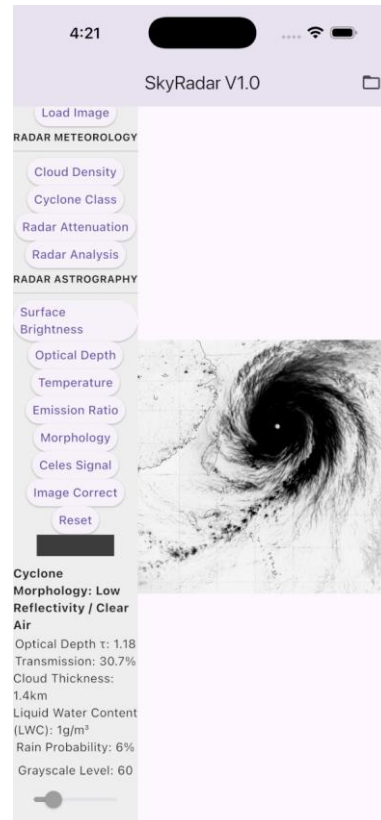 4:21
SkyRadar V1.0
Load Image
RADAR METEOROLOGY
Cloud Density
Cyclone Class
Radar Attenuation
Radar Analysis
RADAR ASTROGRAPHY
Surface
Brightness
Optical Depth
Temperature
Emission Ratio
Morphology
Celes Signal
Image Correct
Reset
Cyclone
Morphology: Low
Reflectivity / Clear
Air
Optical Depth τ: 1.18
Transmission: 30.7%
Cloud Thickness:
1.4km
Liquid Water Content
(LWC): 1g/m³
Rain Probability: 6%
Grayscale Level: 60